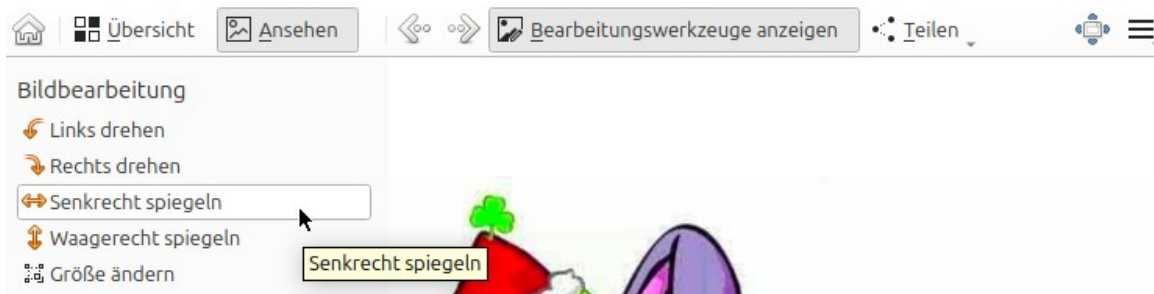 Übersicht Ansehen Bearbeitungswerkzeuge anzeigen Teilen
Bildbearbeitung
Links drehen
Rechts drehen
Senkrecht spiegeln
Waagerecht spiegeln
Senkrecht spiegeln
Größe ändern